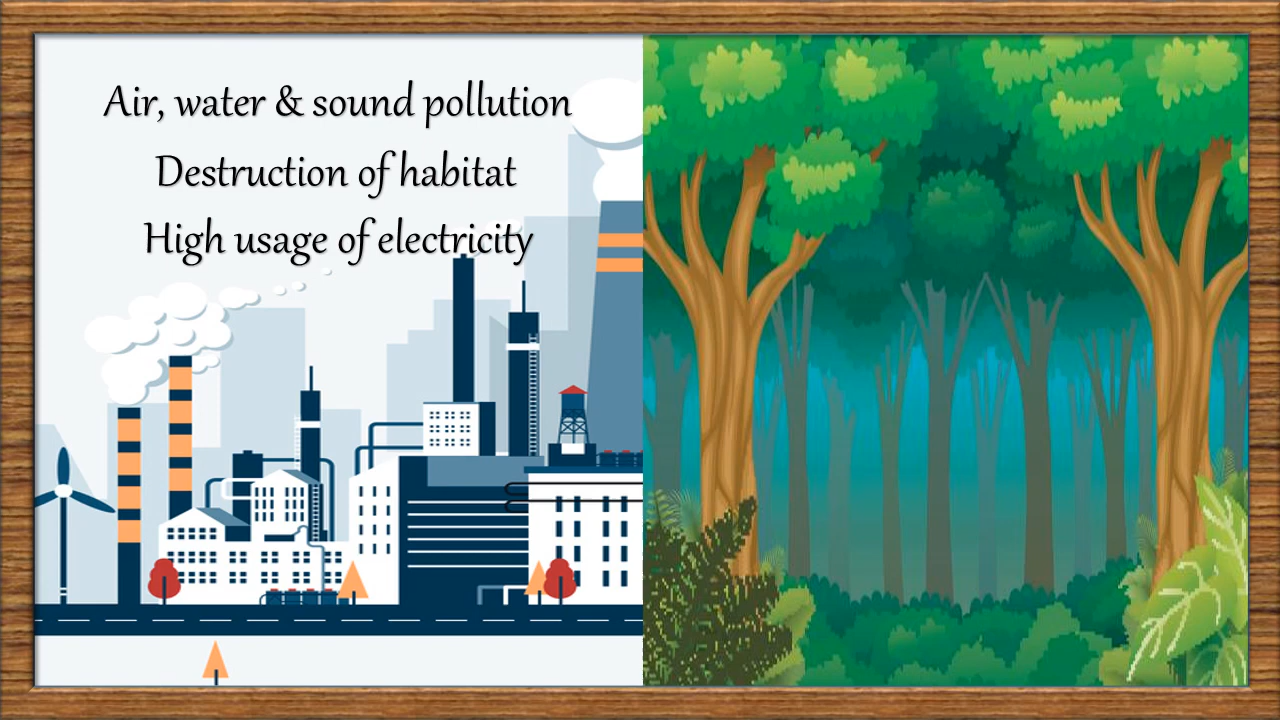 Air, water & sound pollution
Destruction of habitat
High usage of electricity